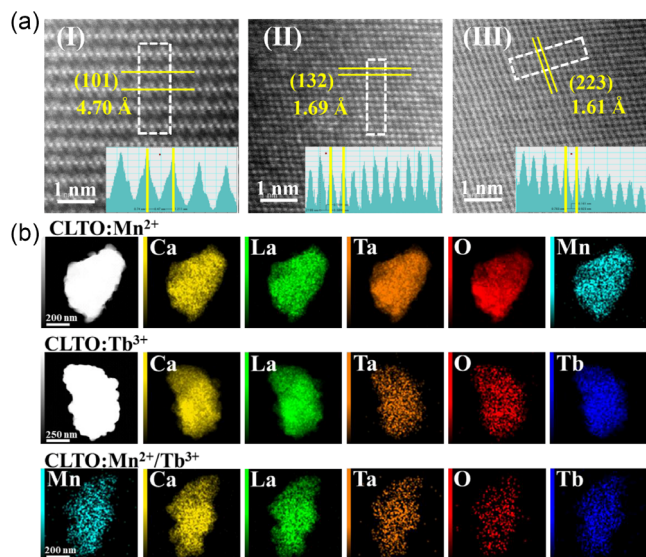 (a)
(I)
(II)
(III)
(101)
4.70 Å
(132)
1.69 Å
(223)
1.61 Å
1 nm
1 nm
1 nm
(b)
CLTO:Mn²⁺
Ca
La
Ta
O
Mn
200 nm
CLTO:Tb³⁺
Ca
La
Ta
O
Tb
250 nm
CLTO:Mn²⁺/Tb³⁺
Mn
Ca
La
Ta
O
Tb
200 nm